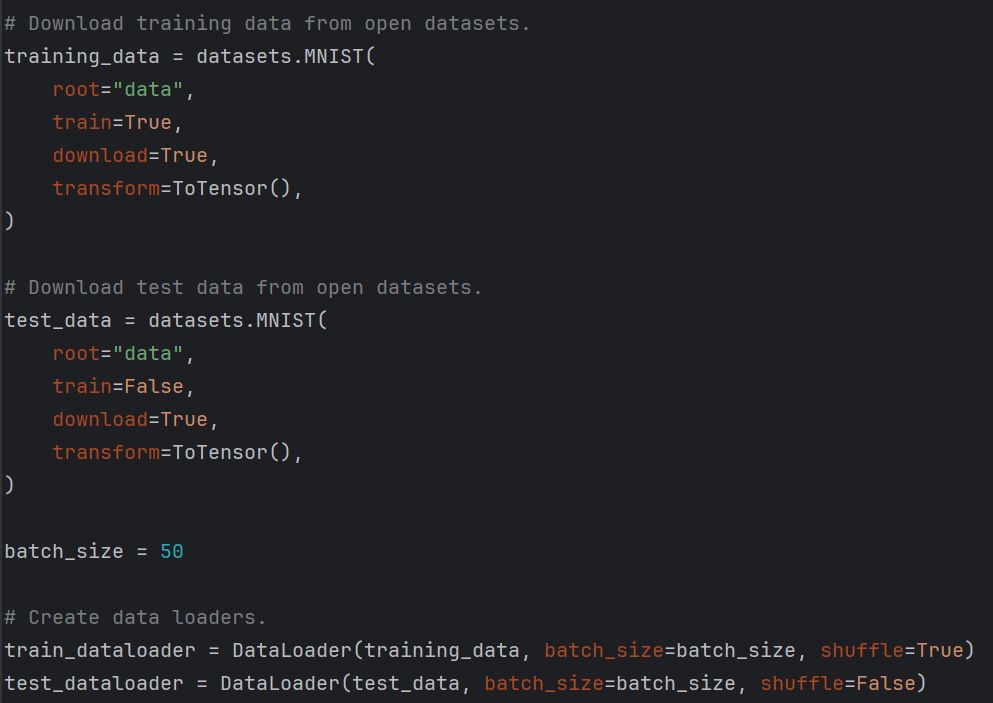 # Download training data from open datasets.
training_data = datasets.MNIST(
    root="data",
    train=True,
    download=True,
    transform=ToTensor(),
)
# Download test data from open datasets.
test_data = datasets.MNIST(
    root="data",
    train=False,
    download=True,
    transform=ToTensor(),
)
batch_size = 50
# Create data loaders.
train_dataloader = DataLoader(training_data, batch_size=batch_size, shuffle=True)
test_dataloader = DataLoader(test_data, batch_size=batch_size, shuffle=False)